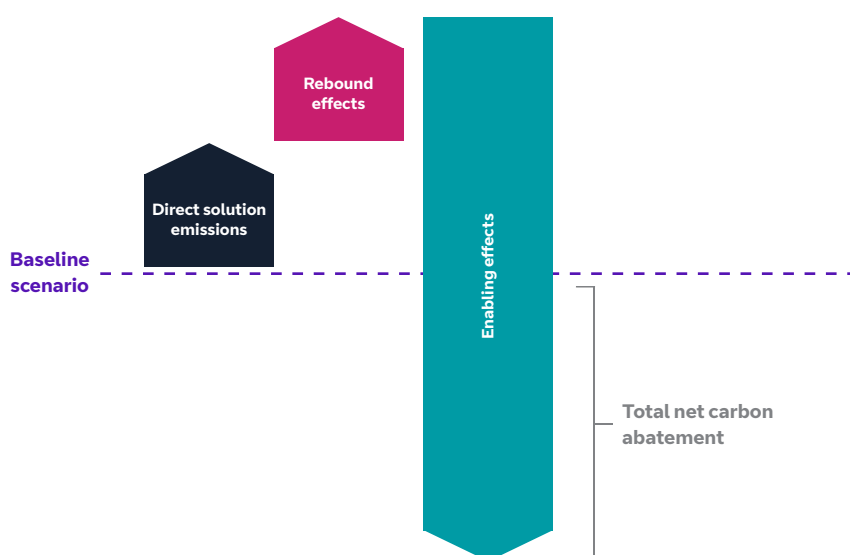 Rebound
effects
Direct solution
emissions
Enabling effects
Baseline
scenario
Total net carbon
abatement